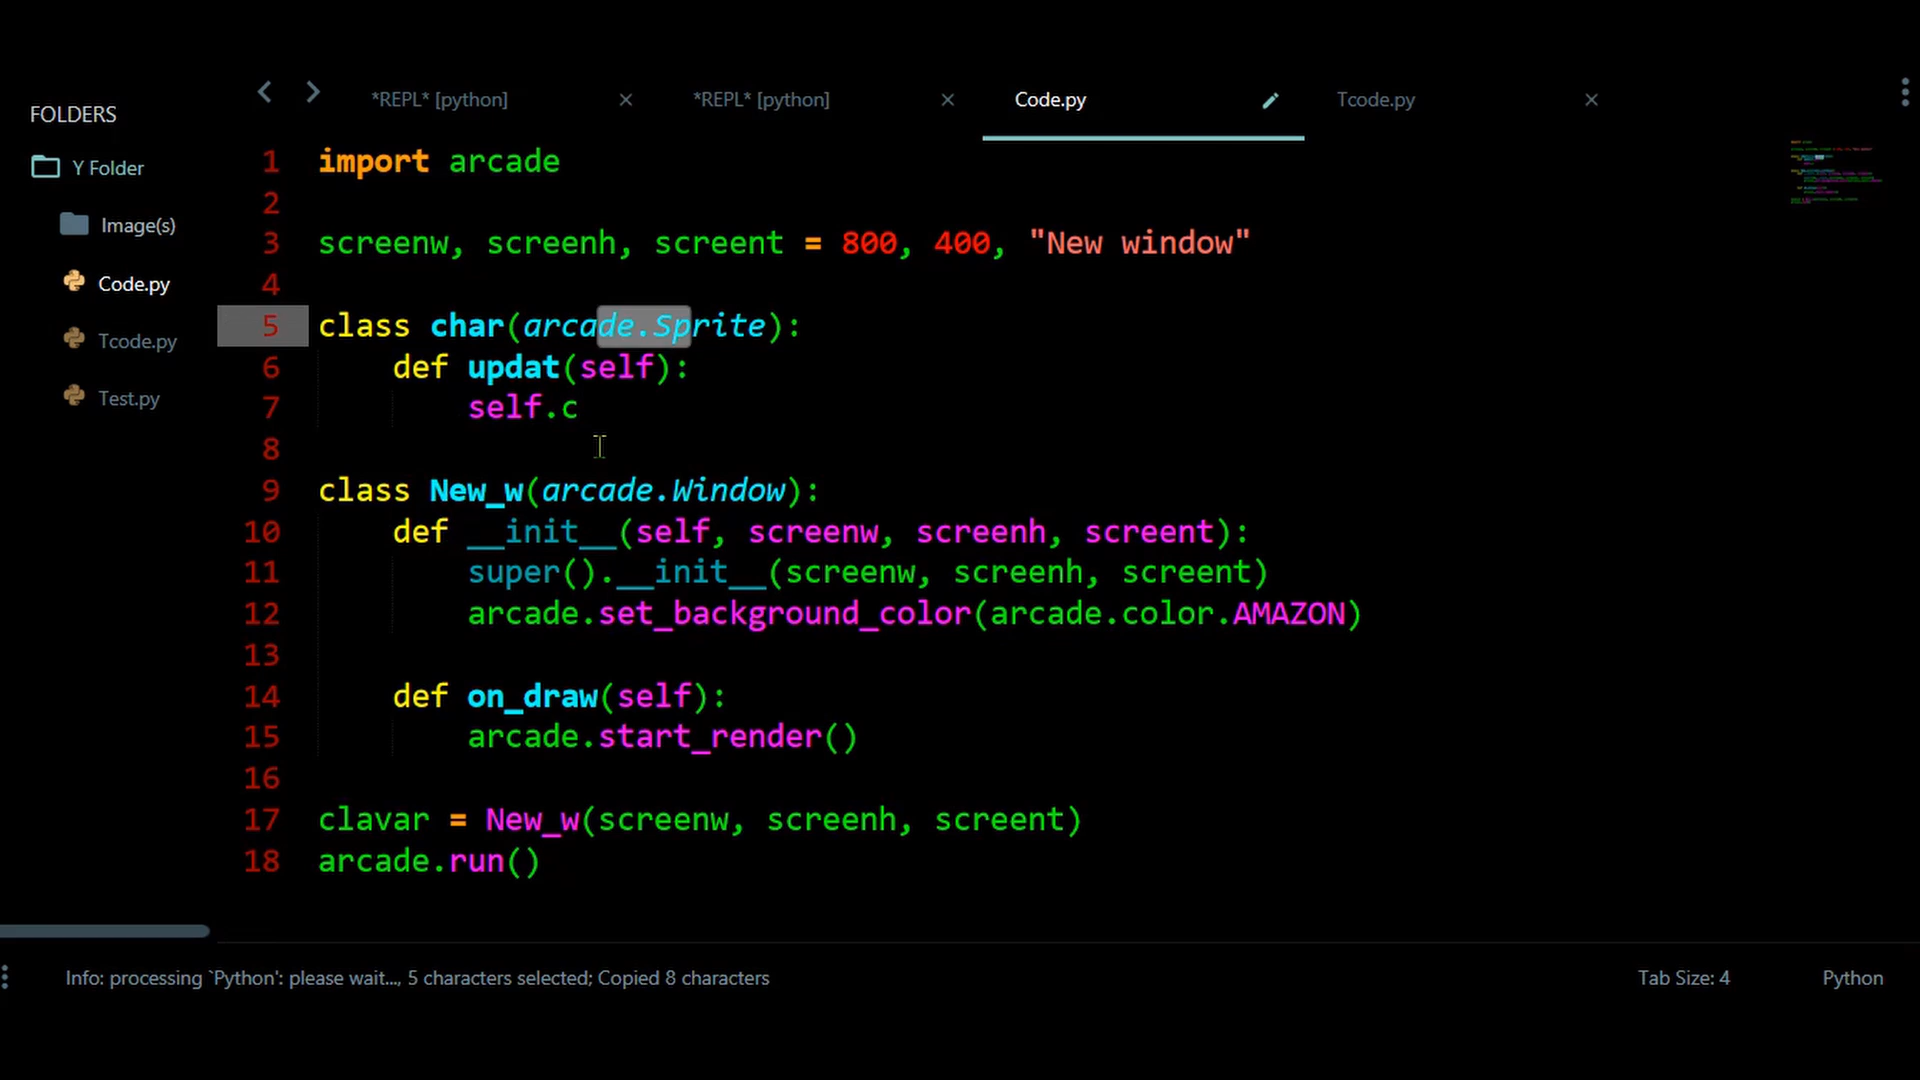 *REPL* [python]
*REPL* [python]
Code.py
Tcode.py
FOLDERS
Y Folder
Image(s)
Code.py
Tcode.py
Test.py
1 import arcade
2
3 screenw, screenh, screent = 800, 400, "New window"
4
5 class char(arcade.Sprite):
6     def updat(self):
7         self.c
8
9 class New_w(arcade.Window):
10     def __init__(self, screenw, screenh, screent):
11         super().__init__(screenw, screenh, screent)
12         arcade.set_background_color(arcade.color.AMAZON)
13
14     def on_draw(self):
15         arcade.start_render()
16
17 clavar = New_w(screenw, screenh, screent)
18 arcade.run()
Info: processing `Python': please wait..., 5 characters selected; Copied 8 characters
Tab Size: 4
Python